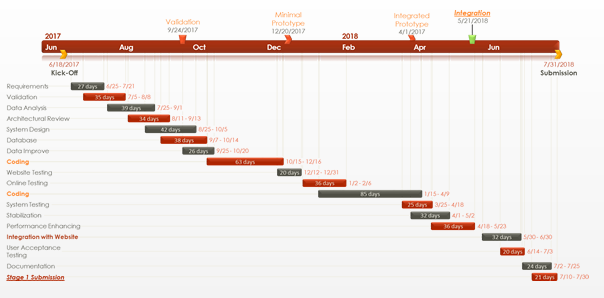 2017
Validation
9/24/2017
Minimal
Prototype
12/20/2017
2018
Integrated
Prototype
4/1/2017
Integration
5/21/2018
Jun Aug Oct Dec Feb Apr Jun
6/18/2017
Kick-Off
7/31/2018
Submission
Requirements 27 days 6/25 - 7/21
Validation 35 days 7/5 - 8/8
Data Analysis 39 days 7/25 - 9/1
Architectural Review 34 days 8/11 - 9/13
System Design 42 days 8/25 - 10/5
Database 38 days 9/7 - 10/14
Data Improve 26 days 9/25 - 10/20
Coding 63 days 10/15 - 12/16
Website Testing 20 days 12/12 - 12/31
Online Testing 36 days 1/2 - 2/6
Coding 85 days 1/15 - 4/9
System Testing 25 days 3/25 - 4/18
Stablization 32 days 4/1 - 5/2
Performance Enhancing 36 days 4/18 - 5/23
Integration with Website 32 days 5/30 - 6/30
User Acceptance
Testing 20 days 6/14 - 7/3
Documentation 24 days 7/2 - 7/25
Stage 1 Submission 21 days 7/10 - 7/30